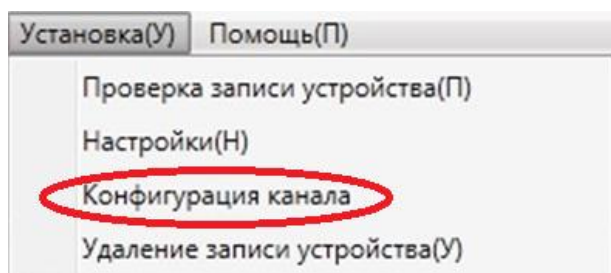 Установка(У) Помощь(П)
Проверка записи устройства(П)
Настройки(Н)
Конфигурация канала
Удаление записи устройства(У)